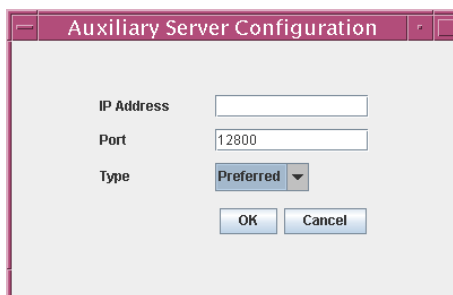 Auxiliary Server Configuration
IP Address
Port 12800
Type Preferred
OK Cancel